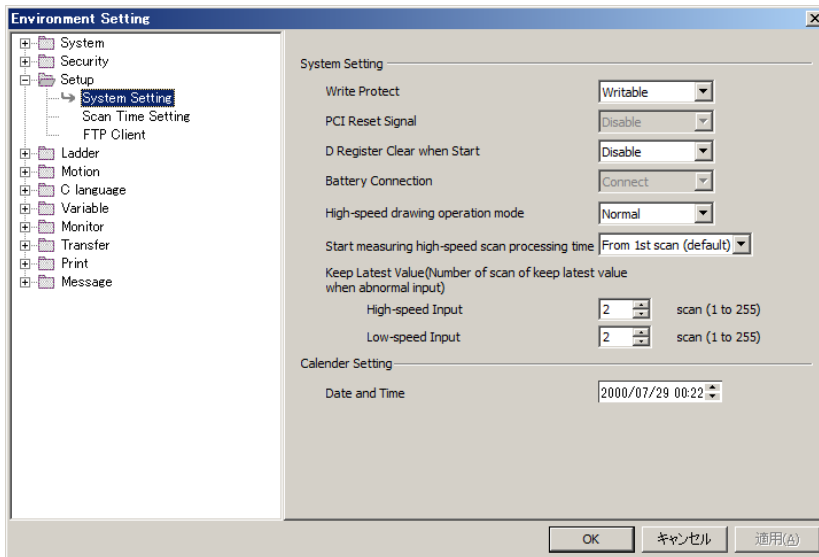 Environment Setting
System
Security
Setup
System Setting
Scan Time Setting
FTP Client
Ladder
Motion
C language
Variable
Monitor
Transfer
Print
Message
System Setting
Write Protect Writable
PCI Reset Signal Disable
D Register Clear when Start Disable
Battery Connection Connect
High-speed drawing operation mode Normal
Start measuring high-speed scan processing time From 1st scan (default)
Keep Latest Value(Number of scan of keep latest value
when abnormal input)
High-speed Input 2 scan (1 to 255)
Low-speed Input 2 scan (1 to 255)
Calender Setting
Date and Time 2000/07/29 00:22
OK キャンセル 適用(A)